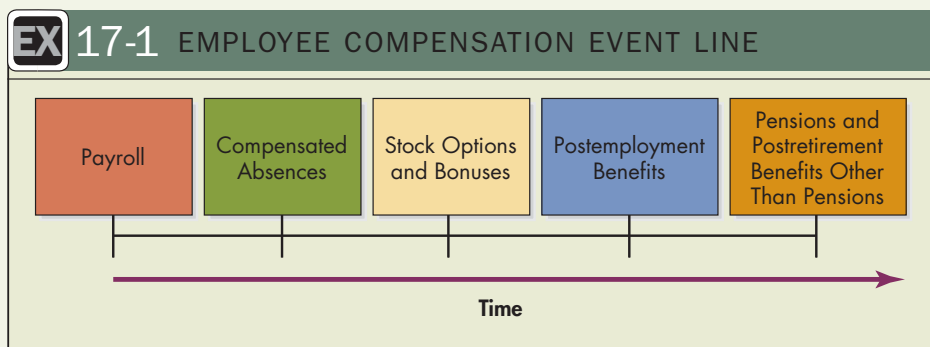 EX 17-1 EMPLOYEE COMPENSATION EVENT LINE
Payroll
Compensated
Absences
Stock Options
and Bonuses
Postemployment
Benefits
Pensions and
Postretirement
Benefits Other
Than Pensions
Time